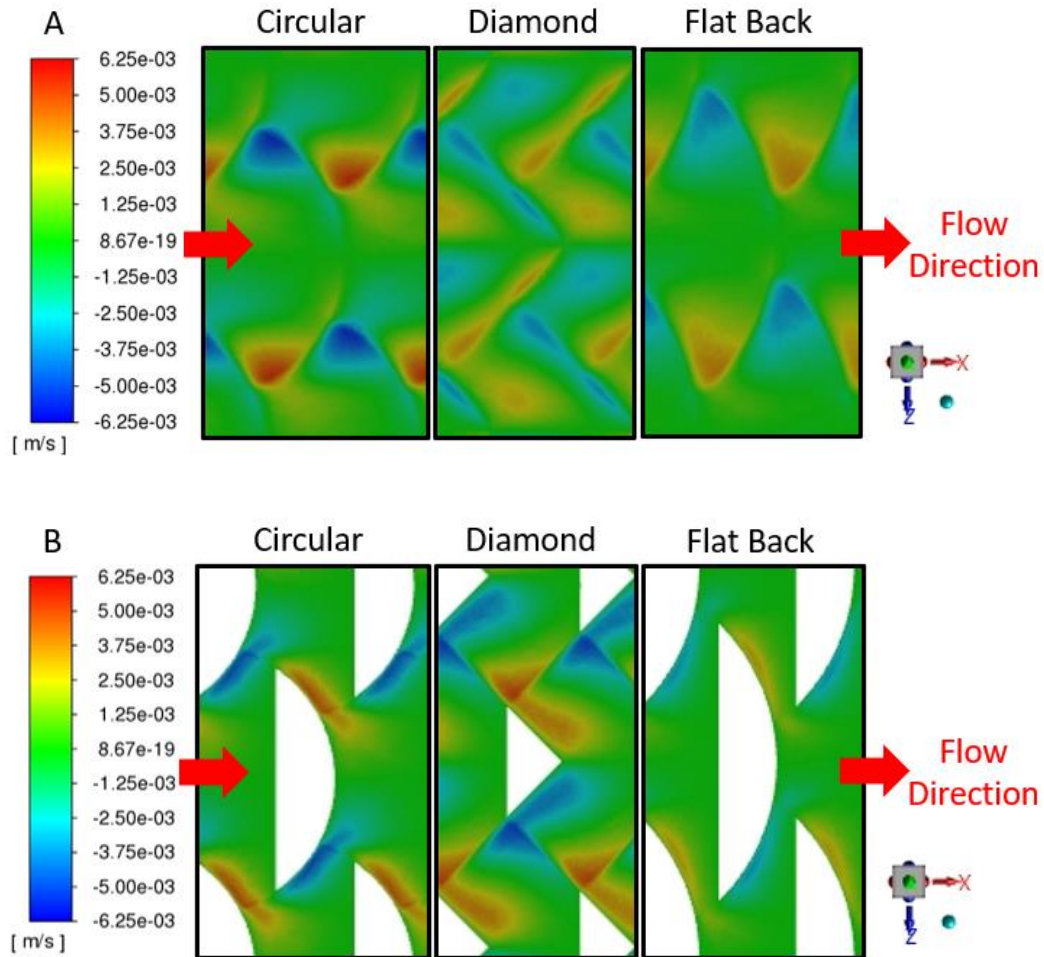 A
Circular
Diamond
Flat Back
6.25e-03
5.00e-03
3.75e-03
2.50e-03
1.25e-03
8.67e-19
-1.25e-03
-2.50e-03
-3.75e-03
-5.00e-03
-6.25e-03
[ m/s ]
Flow
Direction
X
Z
B
Circular
Diamond
Flat Back
6.25e-03
5.00e-03
3.75e-03
2.50e-03
1.25e-03
8.67e-19
-1.25e-03
-2.50e-03
-3.75e-03
-5.00e-03
-6.25e-03
[ m/s ]
Flow
Direction
X
Z